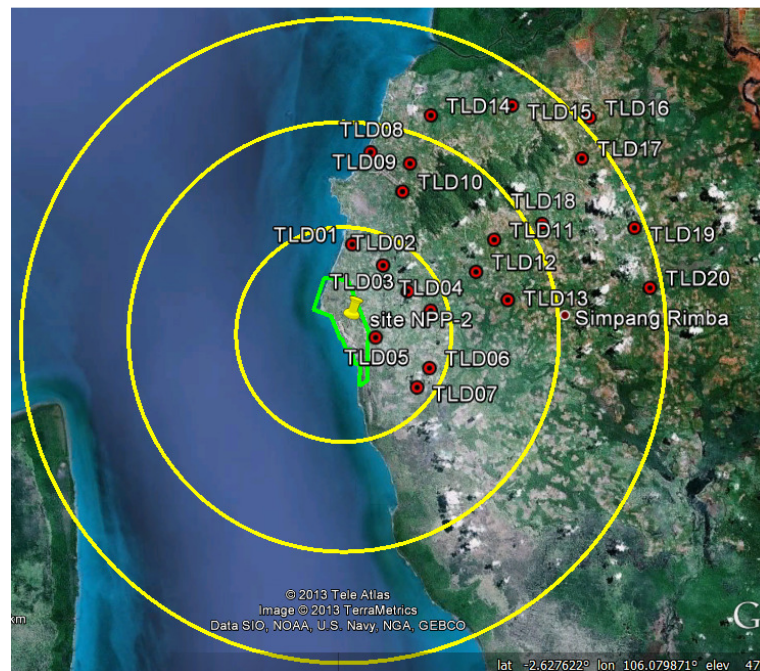 TLD14
TLD15
TLD16
TLD08
TLD09
TLD17
TLD10
TLD18
TLD01
TLD02
TLD11
TLD19
TLD03
TLD12
TLD04
TLD13
TLD20
site NPP-2
Simpang Rimba
TLD05
TLD06
TLD07
© 2013 Tele Atlas
Image © 2013 TerraMetrics
Data SIO, NOAA, U.S. Navy, NGA, GEBCO
G
km
lat -2.627622° lon 106.079871° elev 47